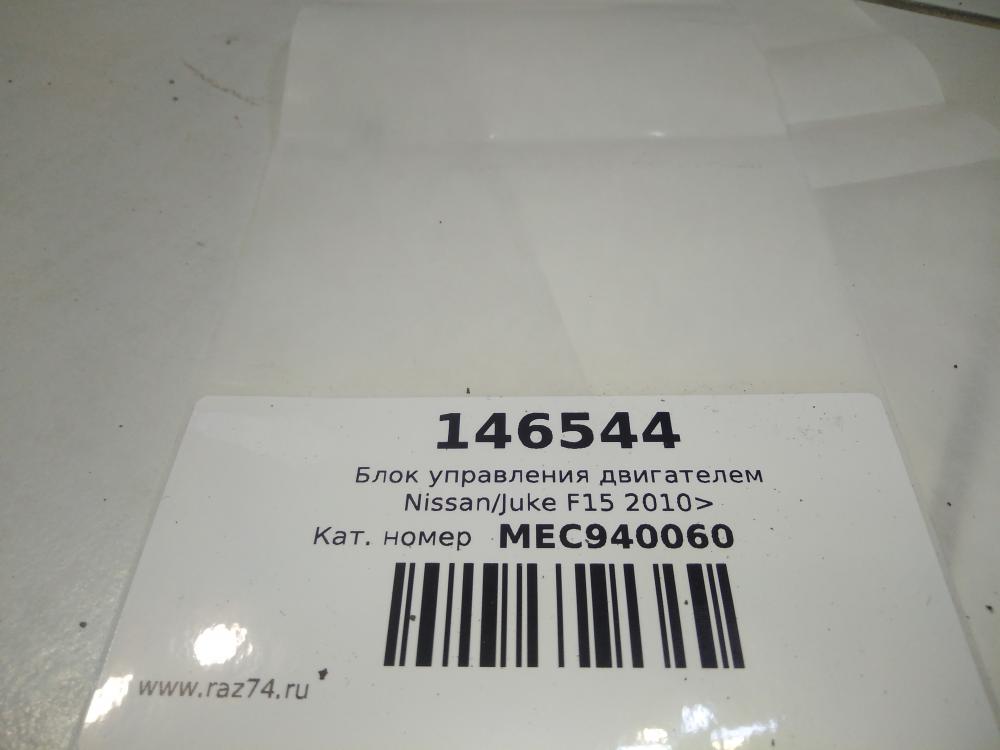 146544
Блок управления двигателем
Nissan/Juke F15 2010>
Кат. номер MEC940060
www.raz74.ru